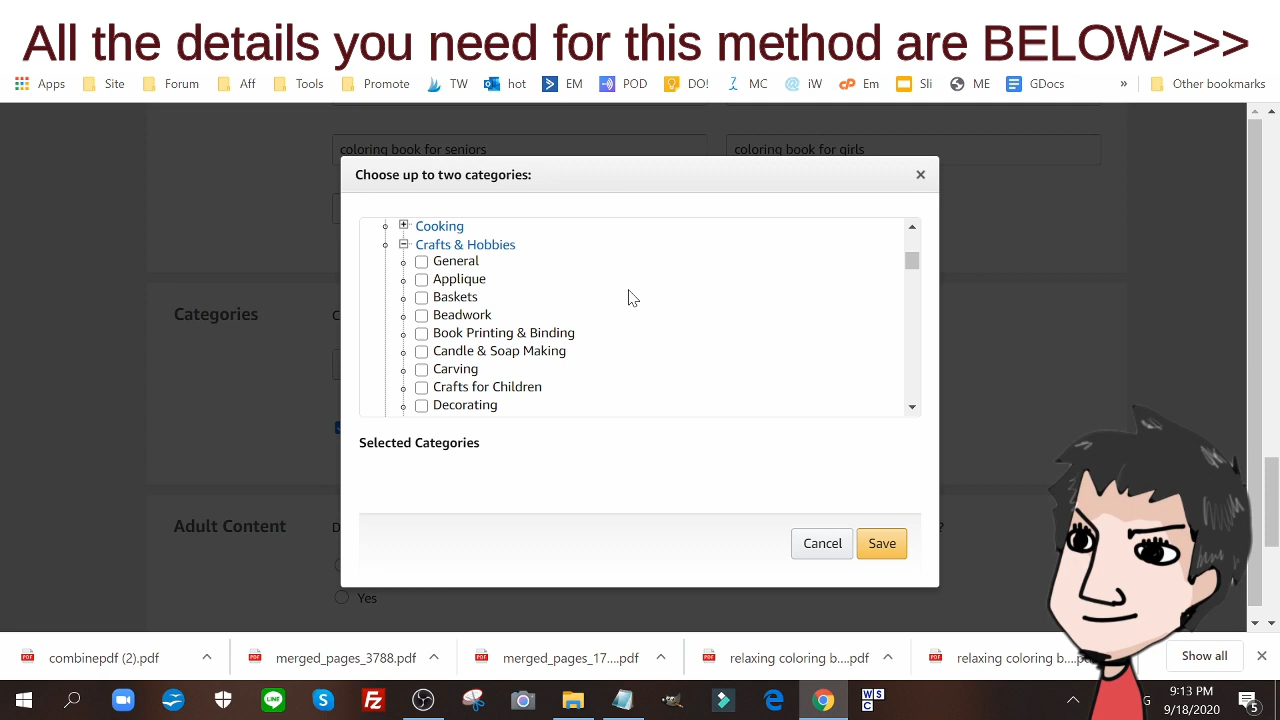 All the details you need for this method are BELOW>>>
Apps Site Forum Aff Tools Promote TW hot EM POD DO! MC iW Em Sli ME GDocs » Other bookmarks
coloring book for seniors coloring book for girls
Choose up to two categories:
Cooking
Crafts & Hobbies
General
Applique
Baskets
Beadwork
Categories
Book Printing & Binding
Candle & Soap Making
Carving
Crafts for Children
Decorating
Selected Categories
Adult Content
Cancel Save
Yes
combinepdf (2).pdf merged_pages_3788.pdf merged_pages_17....pdf relaxing coloring b....pdf relaxing coloring b....pd Show all
9:13 PM
9/18/2020